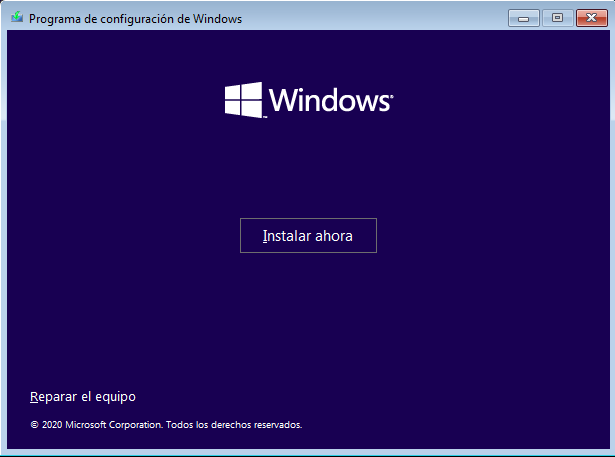 Programa de configuración de Windows
Windows
Instalar ahora
Reparar el equipo
© 2020 Microsoft Corporation. Todos los derechos reservados.